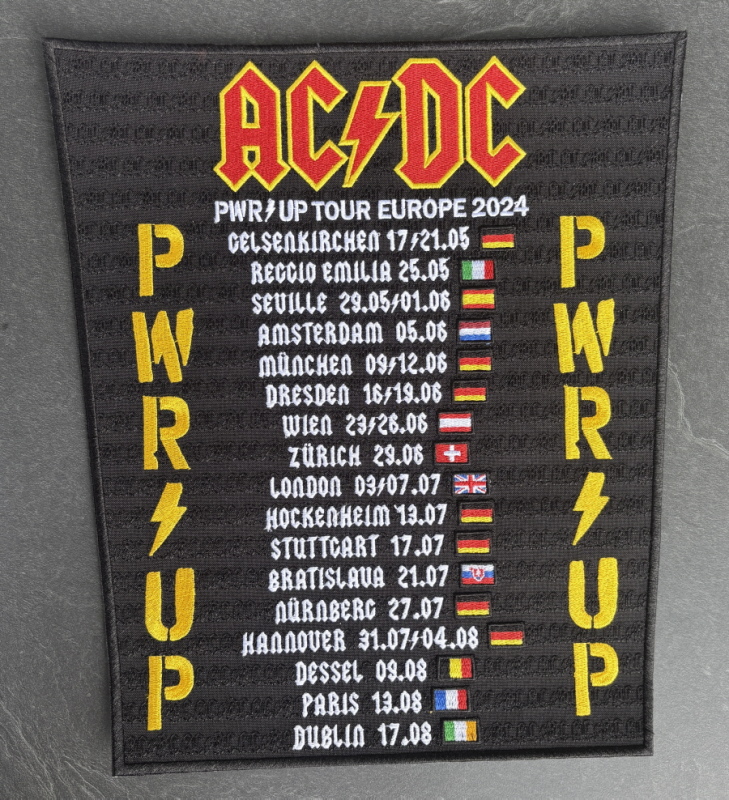 AC⚡DC
PWR⚡UP TOUR EUROPE 2024
GELSENKIRCHEN 17⚡21.05
REGGIO EMILIA 25.05
SEVILLE 29.05⚡01.06
AMSTERDAM 05.06
MÜNCHEN 09⚡12.06
DRESDEN 16⚡19.06
WIEN 23⚡26.06
ZÜRICH 29.06
LONDON 03⚡07.07
HOCKENHEIM 13.07
STUTTGART 17.07
BRATISLAVA 21.07
NÜRNBERG 27.07
HANNOVER 31.07⚡04.08
DESSEL 09.08
PARIS 13.08
DUBLIN 17.08
PWR⚡UP
PWR⚡UP